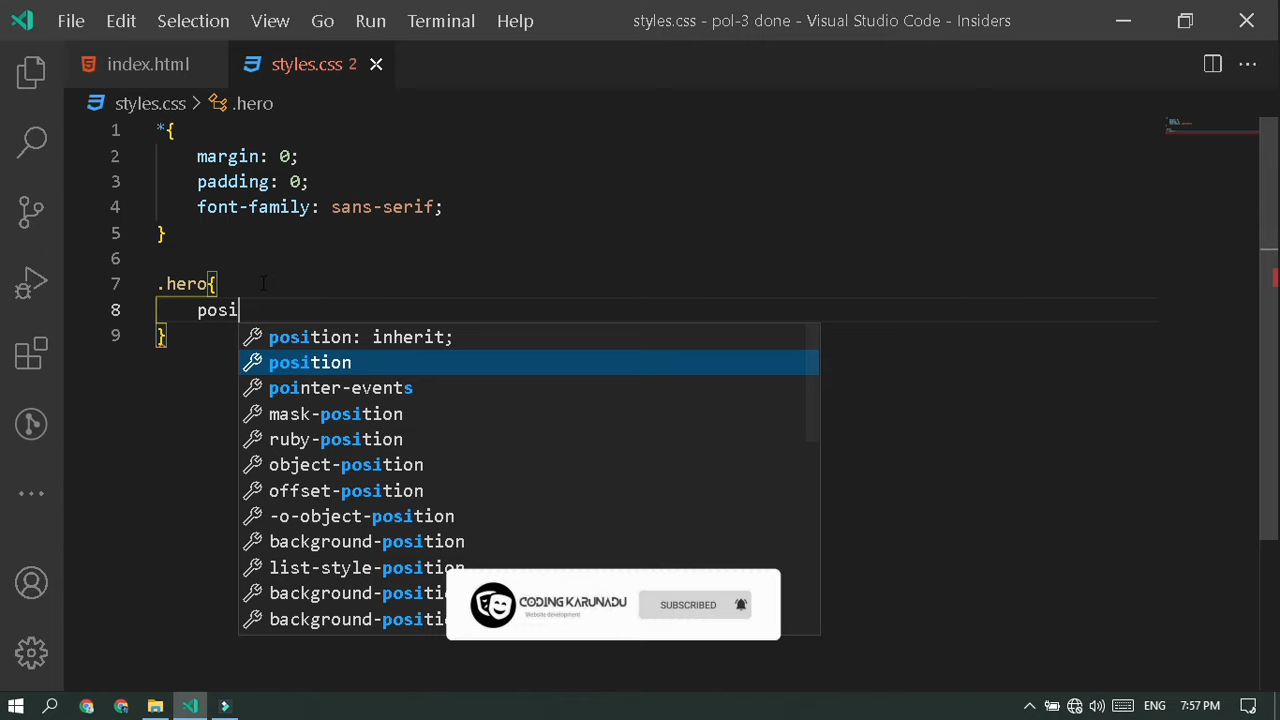 File Edit Selection View Go Run Terminal Help styles.css - pol-3 done - Visual Studio Code - Insiders
index.html styles.css 2
styles.css > .hero
1 *{
2 margin: 0;
3 padding: 0;
4 font-family: sans-serif;
5 }
6
7 .hero{
8 posi
9 }
position: inherit;
position
pointer-events
mask-position
ruby-position
object-position
offset-position
-o-object-position
background-position
list-style-position
background-positi
background-positi
CODING KARUNADU
Website development
SUBSCRIBED
ENG 7:57 PM